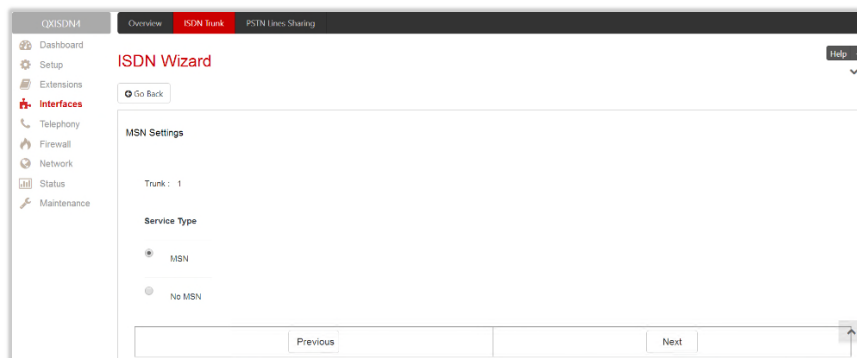 QXISDN4
Overview ISDN Trunk PSTN Lines Sharing
Dashboard
Setup
Extensions
Interfaces
Telephony
Firewall
Network
Status
Maintenance
ISDN Wizard
Help
Go Back
MSN Settings
Trunk : 1
Service Type
MSN
No MSN
Previous Next